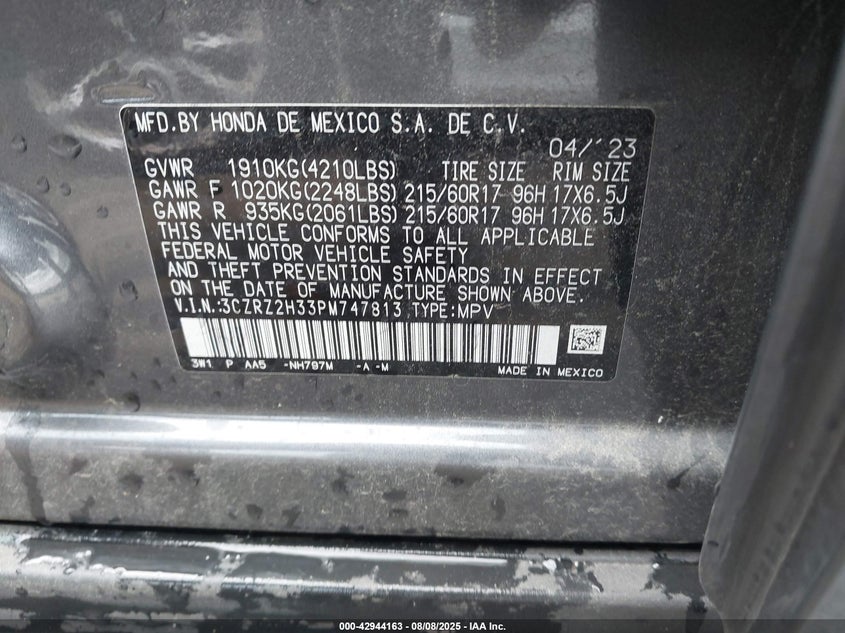 MFD.BY HONDA DE MEXICO S.A. DE C.V.
04/'23
GVWR 1910KG(4210LBS) TIRE SIZE RIM SIZE
GAWR F 1020KG(2248LBS) 215/60R17 96H 17X6.5J
GAWR R 935KG(2061LBS) 215/60R17 96H 17X6.5J
THIS VEHICLE CONFORMS TO ALL APPLICABLE
FEDERAL MOTOR VEHICLE SAFETY
AND THEFT PREVENTION STANDARDS IN EFFECT
ON THE DATE OF MANUFACTURE SHOWN ABOVE.
V.I.N.:3CZRZ2H33PM747813 TYPE:MPV
3W1 P AA5 -NH797M -A -M MADE IN MEXICO
000-42944163 - 08/08/2025 - IAA Inc.